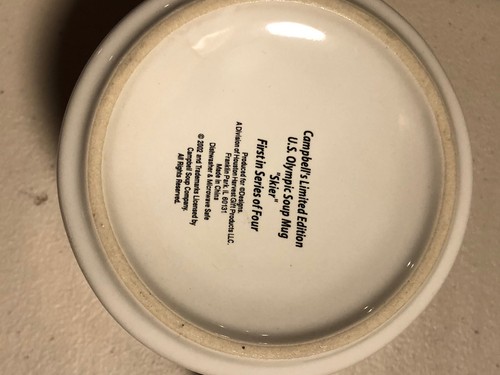 Campbell's Limited Edition
U.S. Olympic Soup Mug
"Skier"
First in Series of Four
Produced for ©Designs.
A Division of Houston Harvest Gift Products LLC.
Franklin Park, IL 60131
Made in China
Dishwasher & Microwave Safe
© 2002 and Trademarks Licensed by
Campbell Soup Company.
All Rights Reserved.